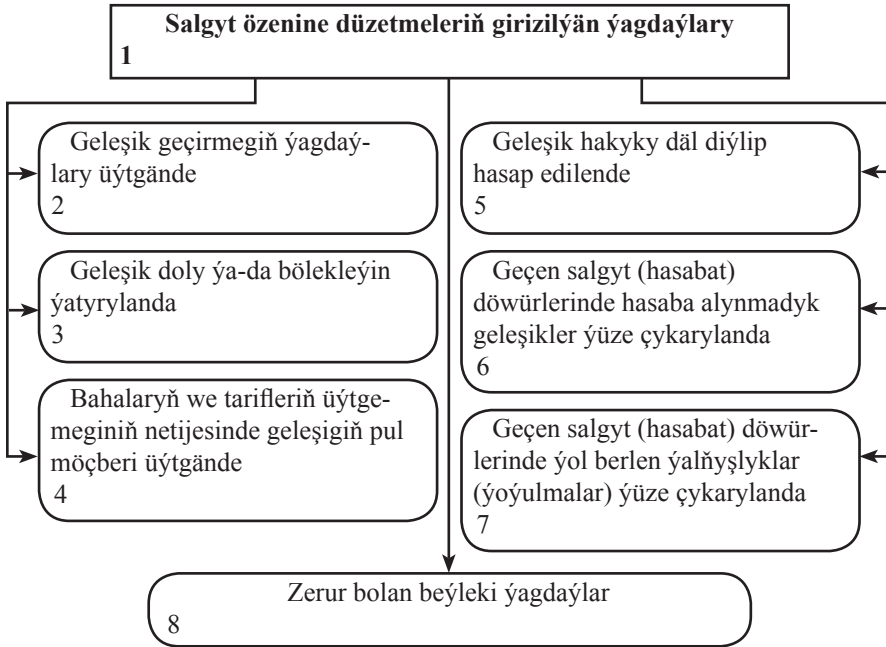 Salgyt özenine düzetmeleriň girizilýän ýagdaýlary
1
Geleşik geçirmegiň ýagdaý-
lary üýtgände
2
Geleşik doly ýa-da bölekleýin
ýatyrylanda
3
Bahalaryň we tarifleriň üýtge-
meginiň netijesinde geleşigiň pul
möçberi üýtgände
4
Geleşik hakyky däl diýlip
hasap edilende
5
Geçen salgyt (hasabat)
döwürlerinde hasaba alynmadyk
geleşikler ýüze çykarylanda
6
Geçen salgyt (hasabat) döwür-
lerinde ýol berlen ýalňyşlyklar
(ýoýulmalar) ýüze çykarylanda
7
Zerur bolan beýleki ýagdaýlar
8